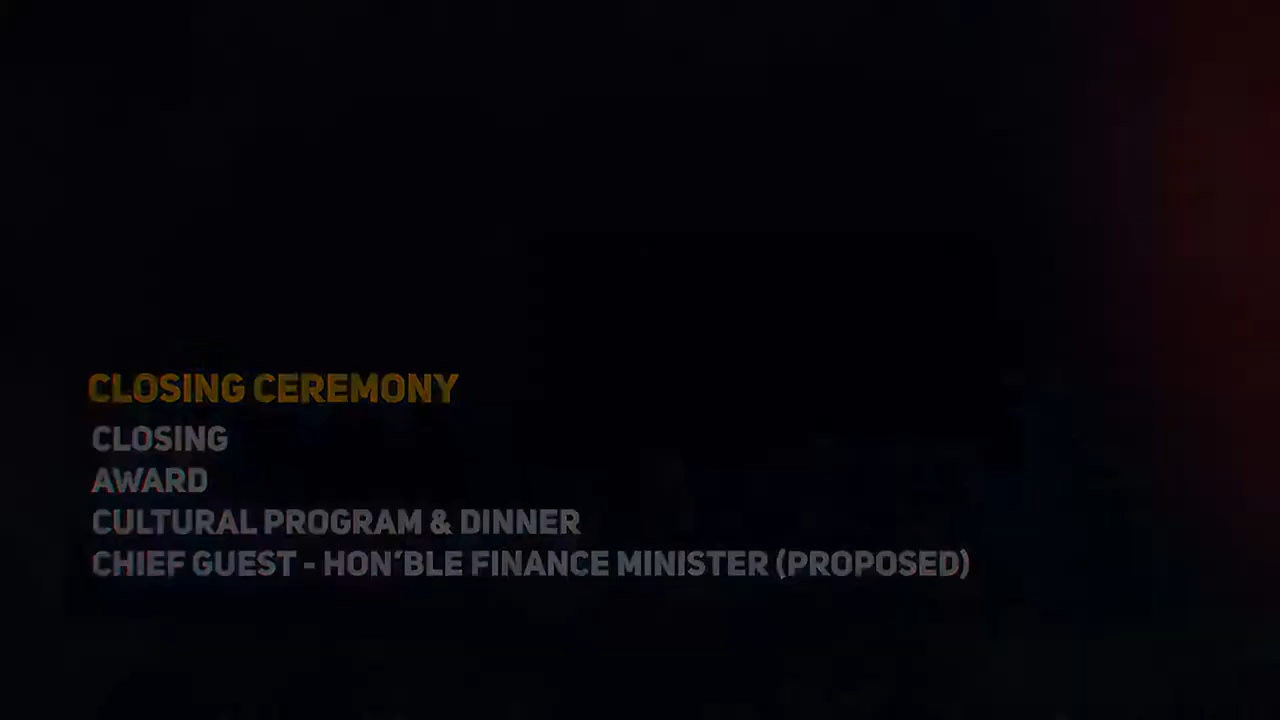 CLOSING CEREMONY
CLOSING
AWARD
CULTURAL PROGRAM & DINNER
CHIEF GUEST - HON'BLE FINANCE MINISTER (PROPOSED)